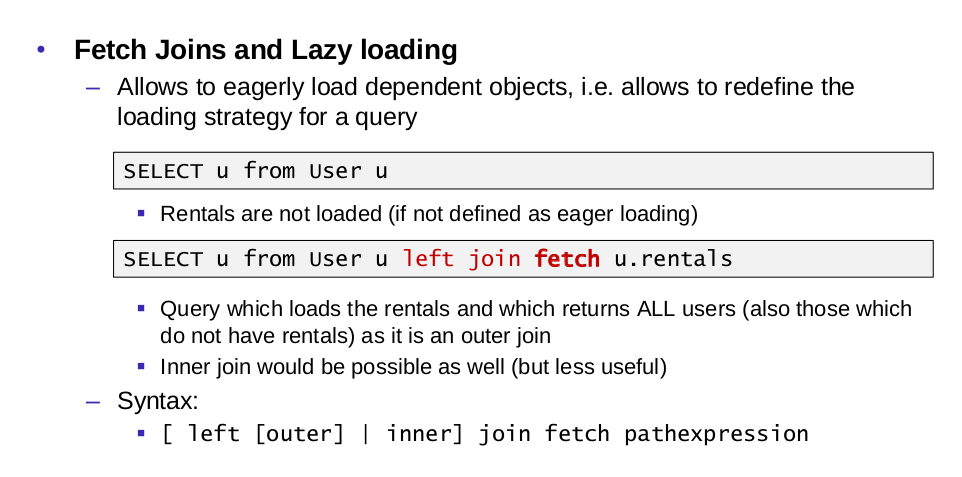 • Fetch Joins and Lazy loading
– Allows to eagerly load dependent objects, i.e. allows to redefine the
loading strategy for a query
SELECT u from User u
▪ Rentals are not loaded (if not defined as eager loading)
SELECT u from User u left join fetch u.rentals
▪ Query which loads the rentals and which returns ALL users (also those which
do not have rentals) as it is an outer join
▪ Inner join would be possible as well (but less useful)
– Syntax:
▪ [ left [outer] | inner] join fetch pathexpression